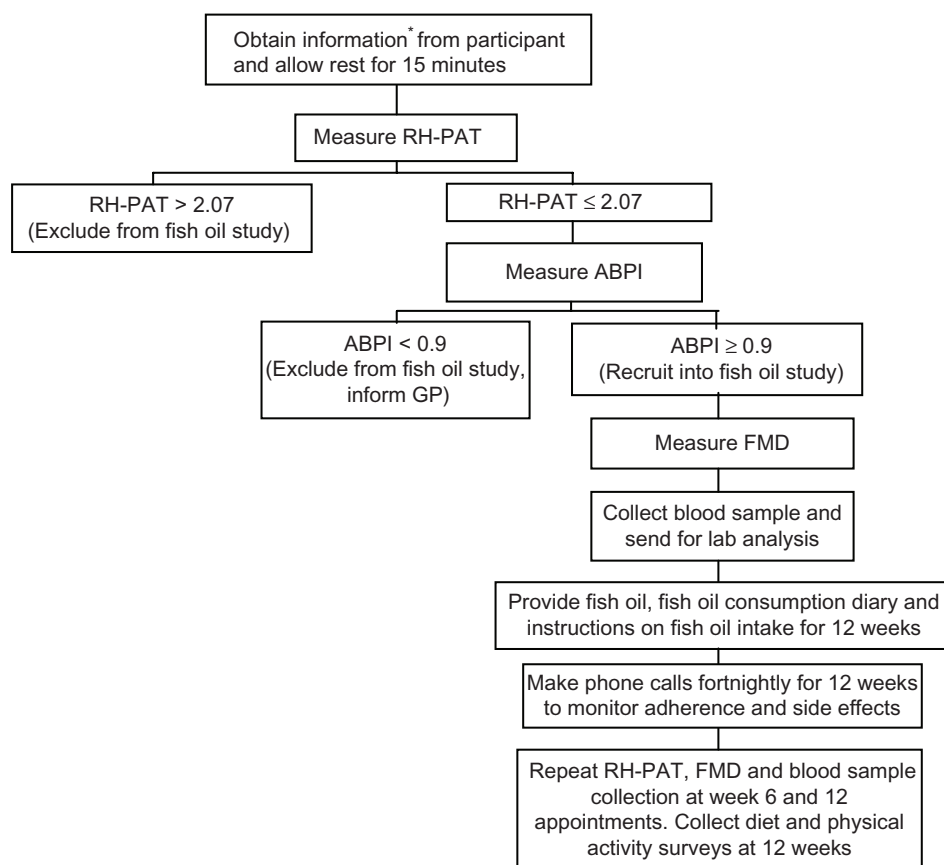 Obtain information* from participant
and allow rest for 15 minutes
Measure RH-PAT
RH-PAT > 2.07
(Exclude from fish oil study)
RH-PAT ≤ 2.07
Measure ABPI
ABPI < 0.9
(Exclude from fish oil study,
inform GP)
ABPI ≥ 0.9
(Recruit into fish oil study)
Measure FMD
Collect blood sample and
send for lab analysis
Provide fish oil, fish oil consumption diary and
instructions on fish oil intake for 12 weeks
Make phone calls fortnightly for 12 weeks
to monitor adherence and side effects
Repeat RH-PAT, FMD and blood sample
collection at week 6 and 12
appointments. Collect diet and physical
activity surveys at 12 weeks